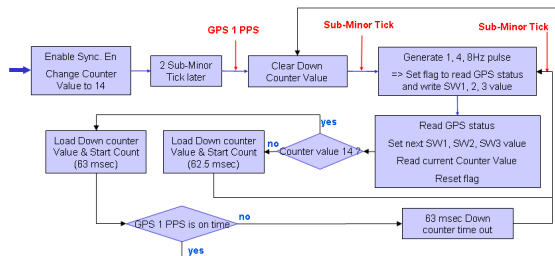 GPS 1 PPS
Sub-Minor Tick
Sub-Minor Tick
Enable Sync. En
Change Counter
Value to 14
2 Sub-Minor
Tick later
Clear Down
Counter Value
Generate 1, 4, 8Hz pulse
=> Set flag to read GPS status
and write SW1, 2, 3 value
Read GPS status
Set next SW1, SW2, SW3 value
Read current Counter Value
Reset flag
yes
Counter value 14 ?
no
Load Down counter
Value & Start Count
(62.5 msec)
Load Down counter
Value & Start Count
(63 msec)
GPS 1 PPS is on time
no
63 msec Down
counter time out
yes